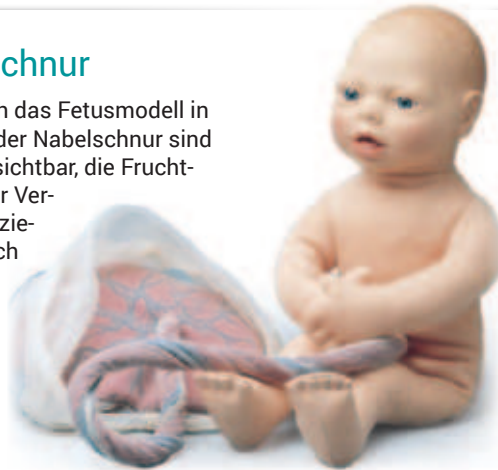 chnur
n das Fetusmodell in
der Nabelschnur sind
sichtbar, die Frucht-
r Ver-
zie-
ch